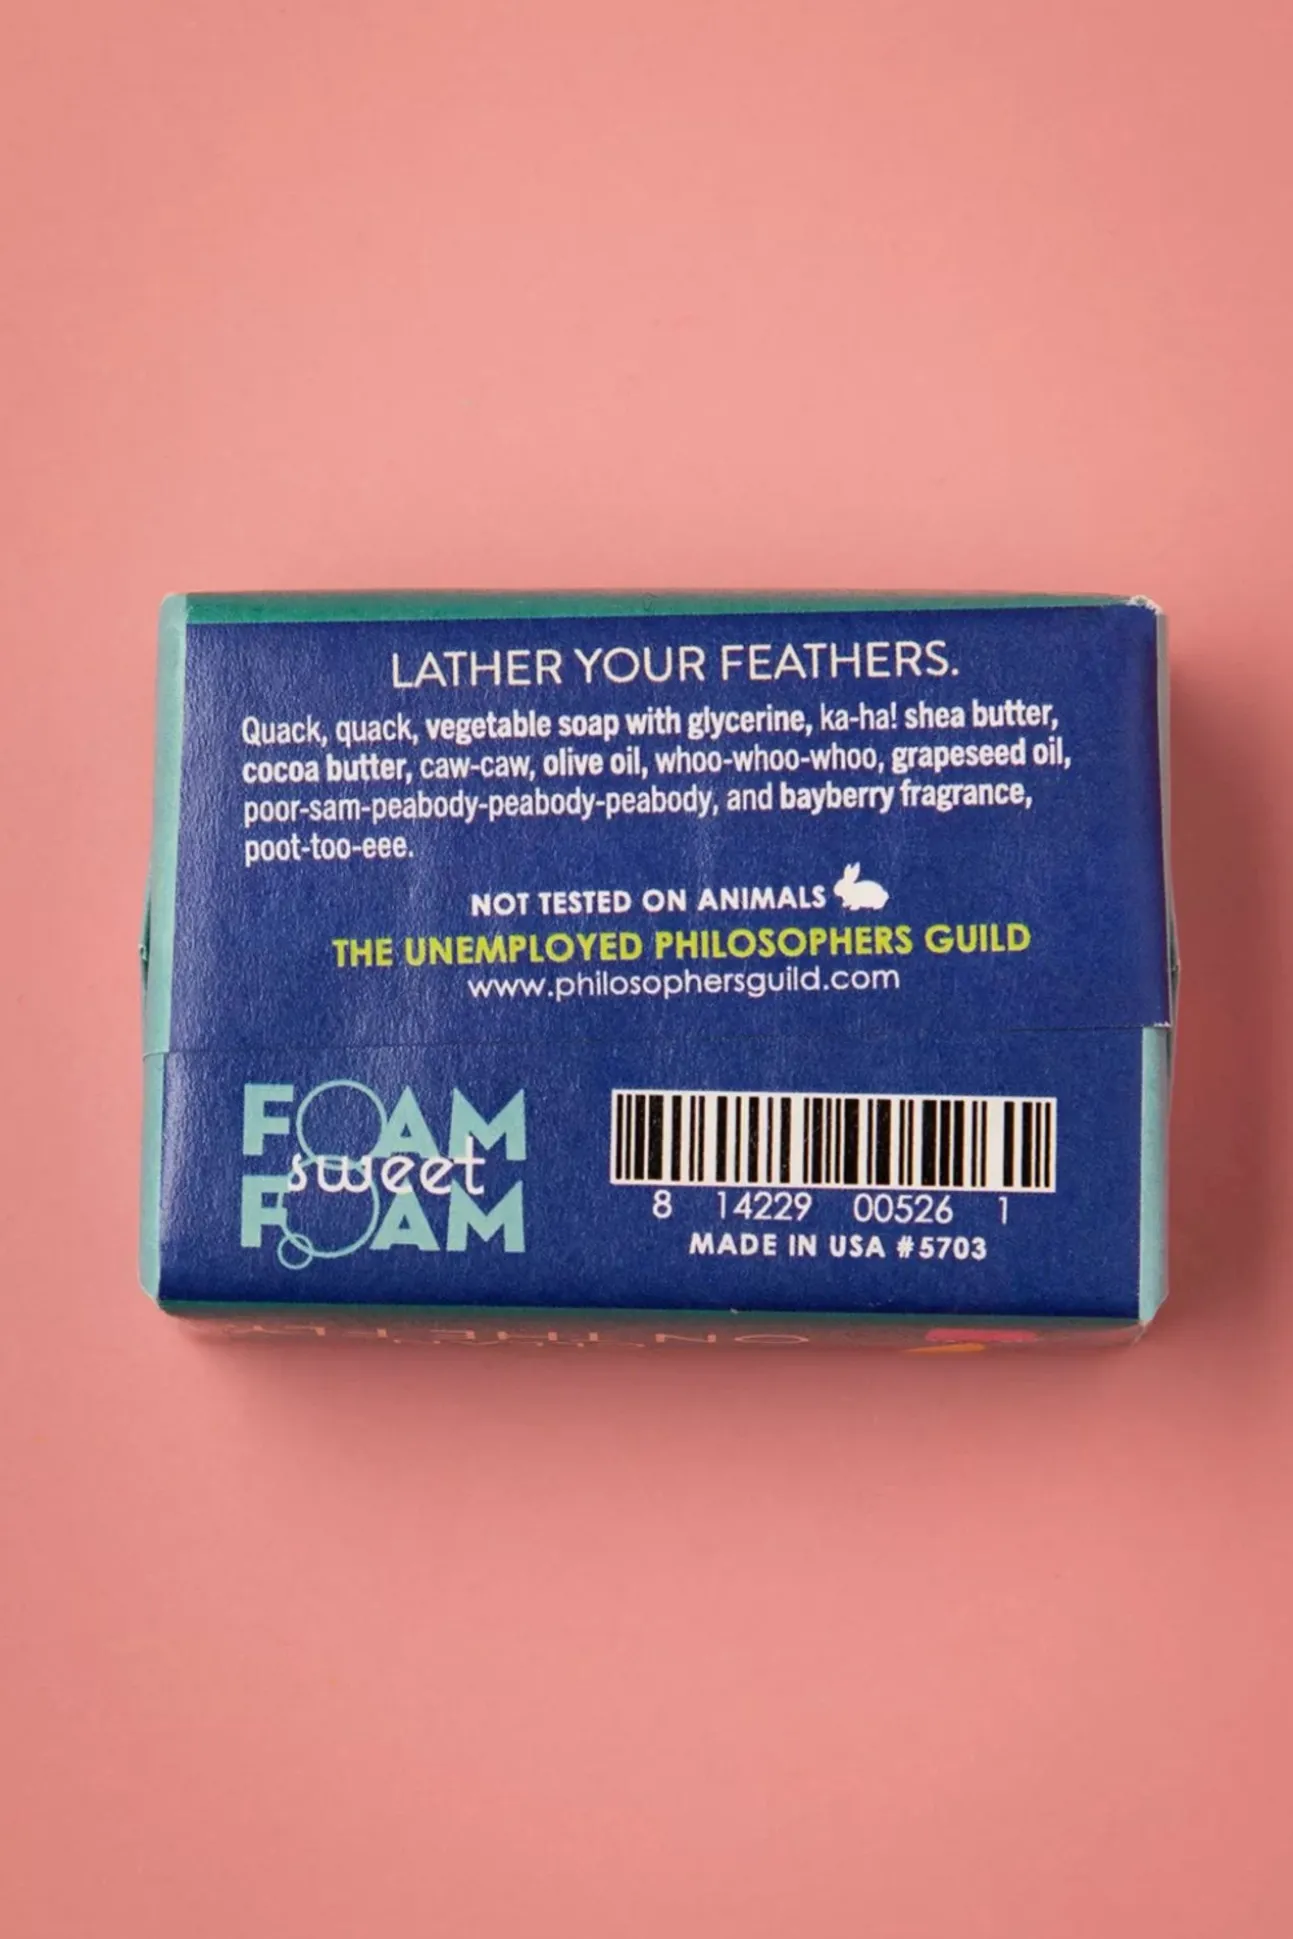 LATHER YOUR FEATHERS.
Quack, quack, vegetable soap with glycerine, ka-ha! shea butter,
cocoa butter, caw-caw, olive oil, whoo-whoo-whoo, grapeseed oil,
poor-sam-peabody-peabody-peabody, and bayberry fragrance,
poot-too-eee.
NOT TESTED ON ANIMALS
THE UNEMPLOYED PHILOSOPHERS GUILD
www.philosophersguild.com
FOAM
sweet
FOAM
8 14229 00526 1
MADE IN USA #5703